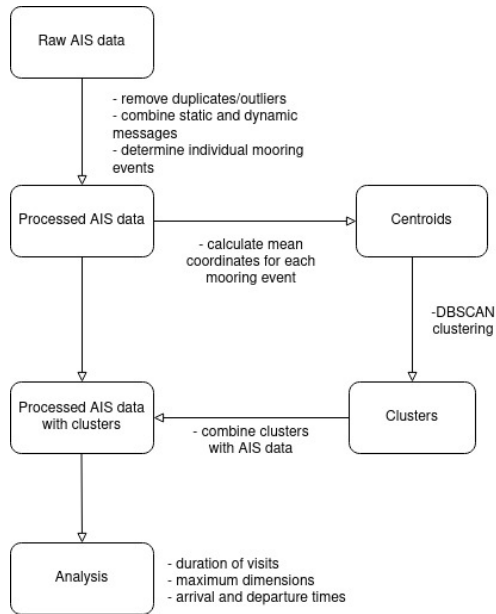 Raw AIS data
- remove duplicates/outliers
- combine static and dynamic
messages
- determine individual mooring
events
Processed AIS data
Centroids
- calculate mean
coordinates for each
mooring event
-DBSCAN
clustering
Processed AIS data
with clusters
Clusters
- combine clusters
with AIS data
Analysis
- duration of visits
- maximum dimensions
- arrival and departure times